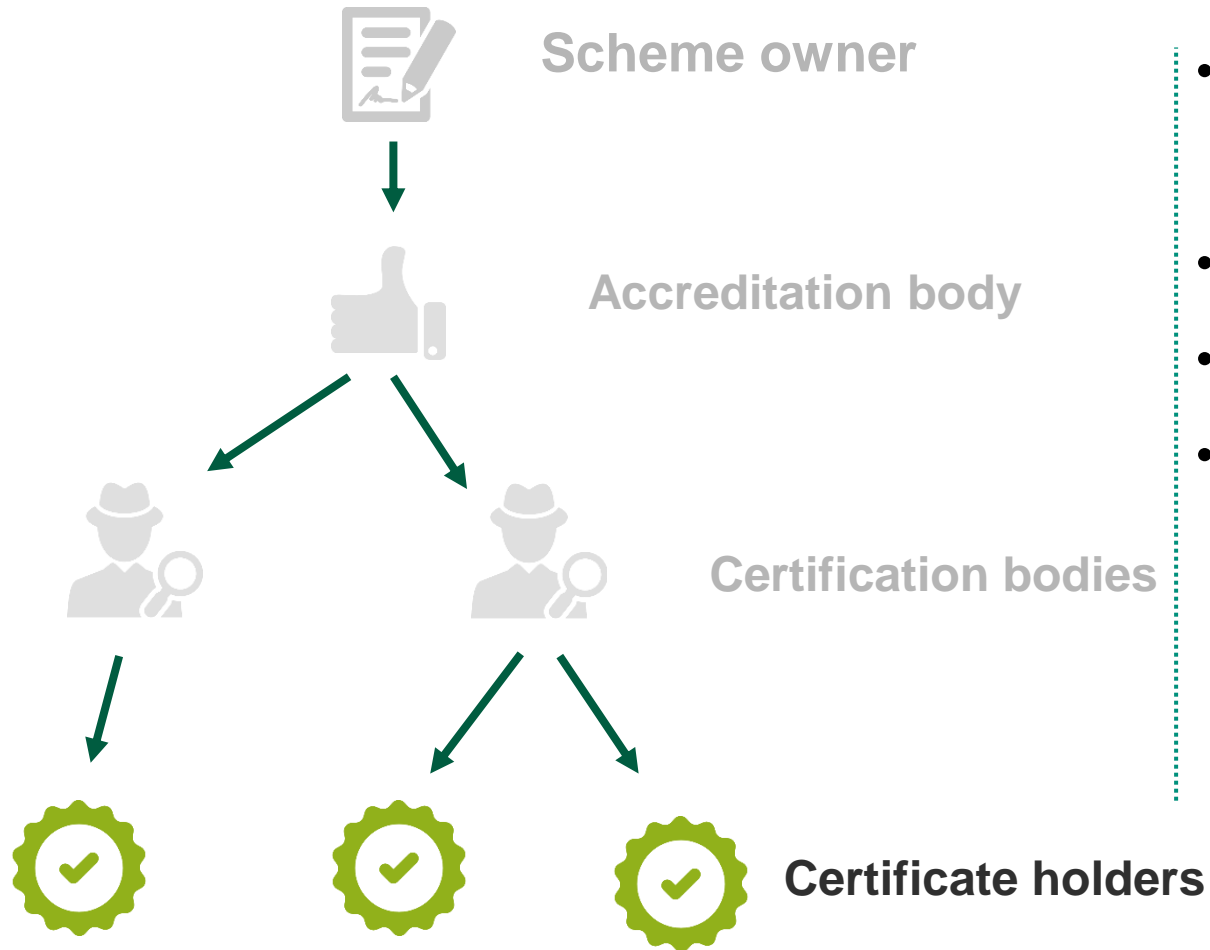 Scheme owner
Accreditation body
Certification bodies
Certificate holders